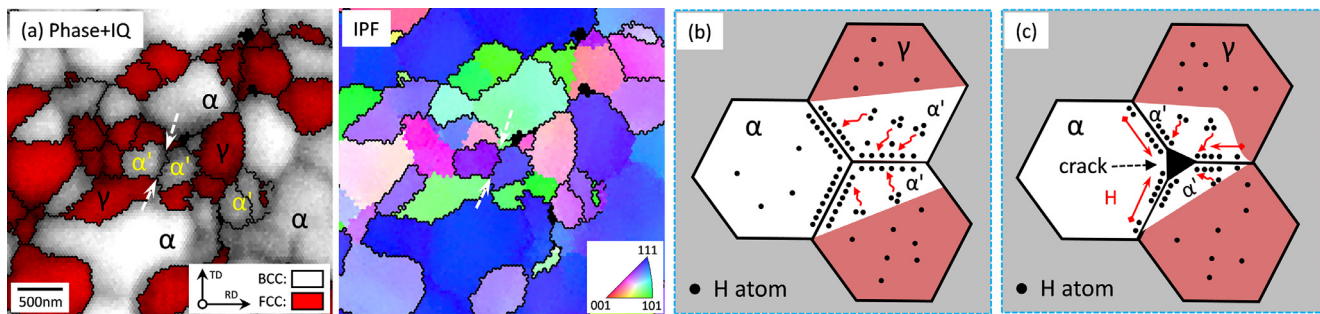 (a) Phase+IQ
α
γ
α'
α'
α'
γ
α
α
500nm
TD
RD
BCC:
FCC:
IPF
111
001
101
(b)
γ
α
α'
α'
H atom
(c)
γ
α
α'
crack
α'
H
H atom